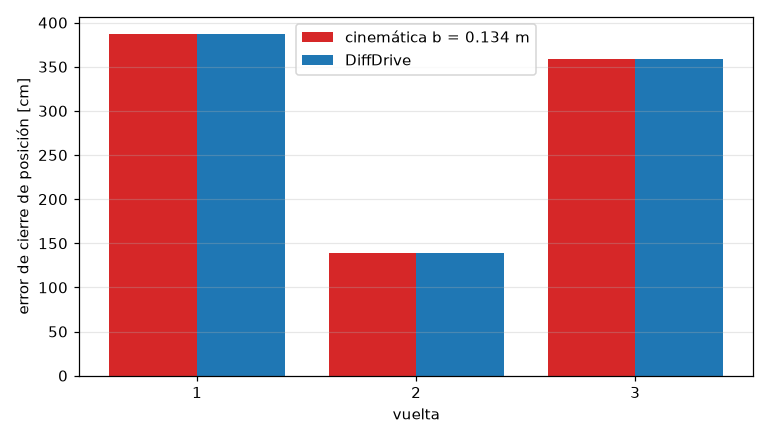 400
350
300
250
200
150
100
50
0
error de cierre de posición [cm]
cinemática b = 0.134 m
DiffDrive
1 2 3
vuelta